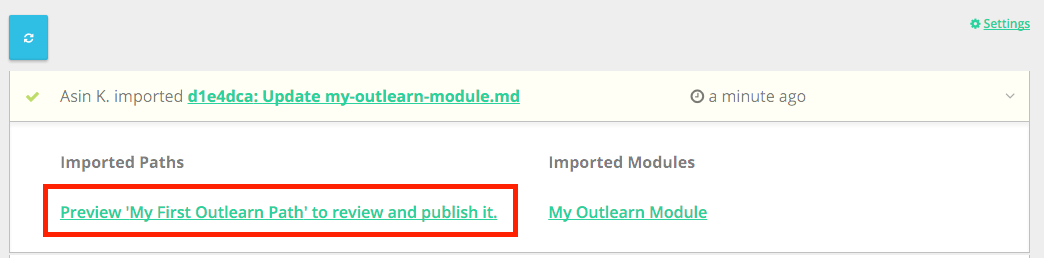 Settings
Asin K. imported d1e4dca: Update my-outlearn-module.md a minute ago
Imported Paths Imported Modules
Preview 'My First Outlearn Path' to review and publish it. My Outlearn Module